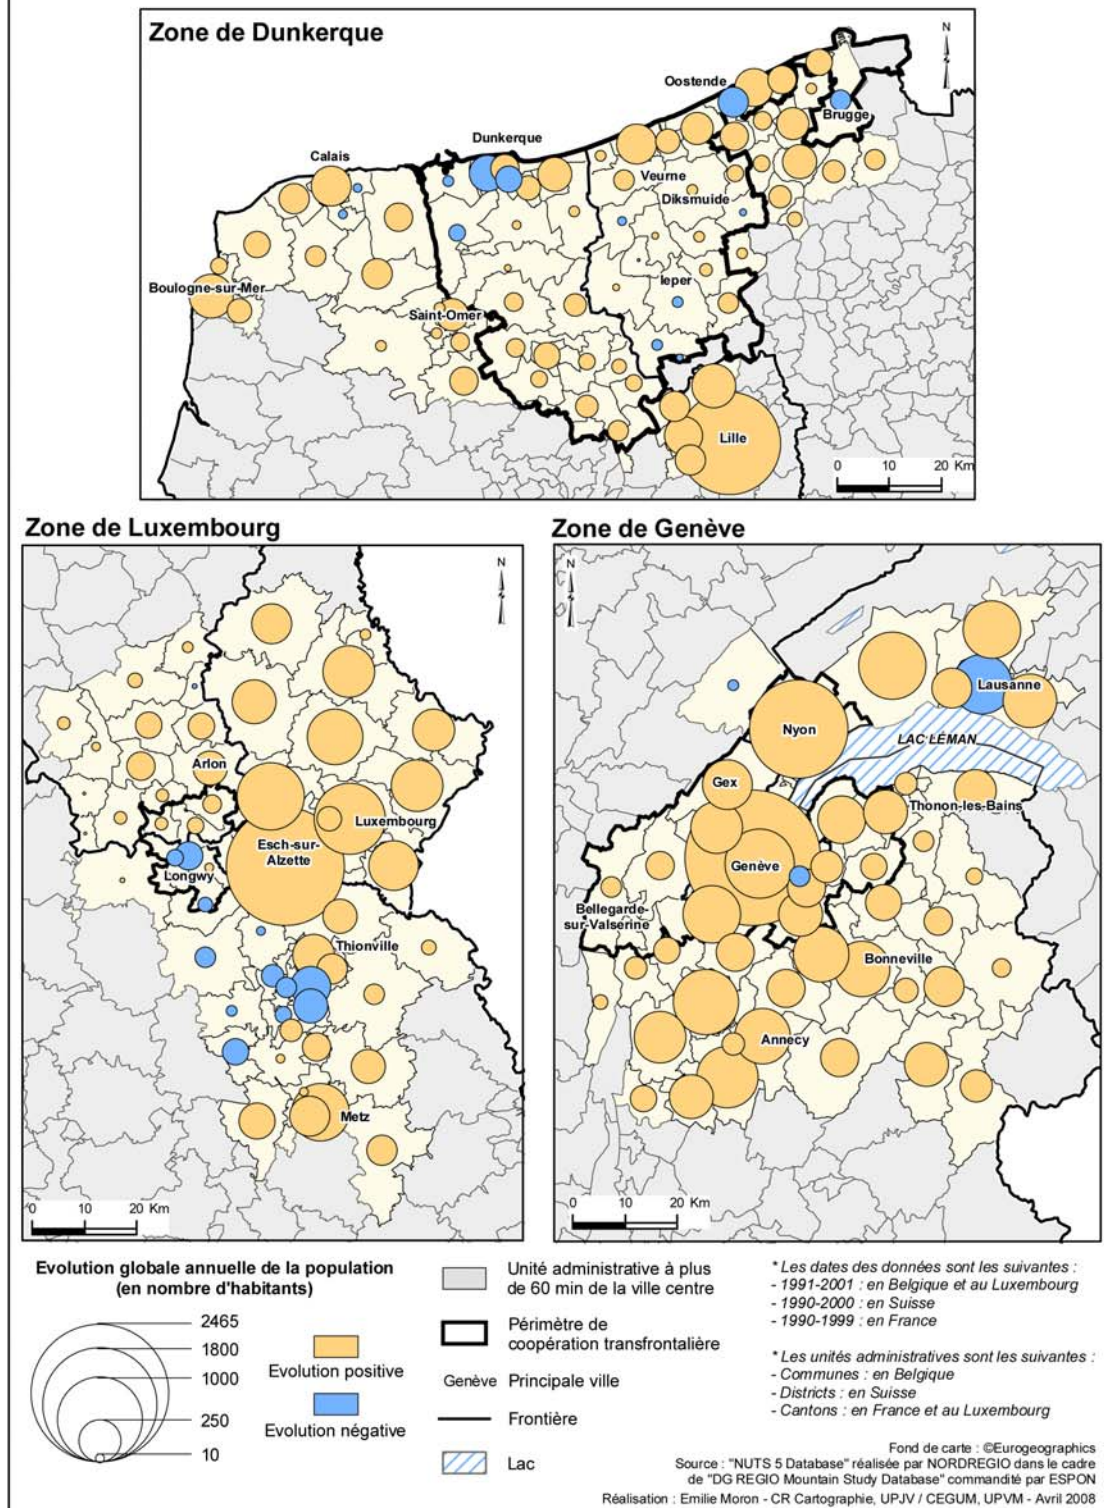 Zone de Dunkerque
N
Oostende
Brugge
Dunkerque
Calais
Veurne
Diksmuide
Boulogne-sur-Mer
Ieper
Saint-Omer
Lille
0 10 20 Km
Zone de Luxembourg
N
Arlon
Luxembourg
Esch-sur-
Alzette
Longwy
Thionville
Metz
0 10 20 Km
Zone de Genève
N
Lausanne
Nyon
LAC LÉMAN
Gex
Thonon-les-Bains
Genève
Bellegarde-
sur-Valserine
Bonneville
Annecy
0 10 20 Km
Evolution globale annuelle de la population
(en nombre d'habitants)
2465
1800
1000
250
10
Evolution positive
Evolution négative
Unité administrative à plus
de 60 min de la ville centre
Périmètre de
coopération transfrontalière
Genève Principale ville
Frontière
Lac
* Les dates des données sont les suivantes :
- 1991-2001 : en Belgique et au Luxembourg
- 1990-2000 : en Suisse
- 1990-1999 : en France
* Les unités administratives sont les suivantes :
- Communes : en Belgique
- Districts : en Suisse
- Cantons : en France et au Luxembourg
Fond de carte : ©Eurogeographics
Source : "NUTS 5 Database" réalisée par NORDREGIO dans le cadre
de "DG REGIO Mountain Study Database" commandité par ESPON
Réalisation : Emilie Moron - CR Cartographie, UPJV / CEGUM, UPVM - Avril 2008